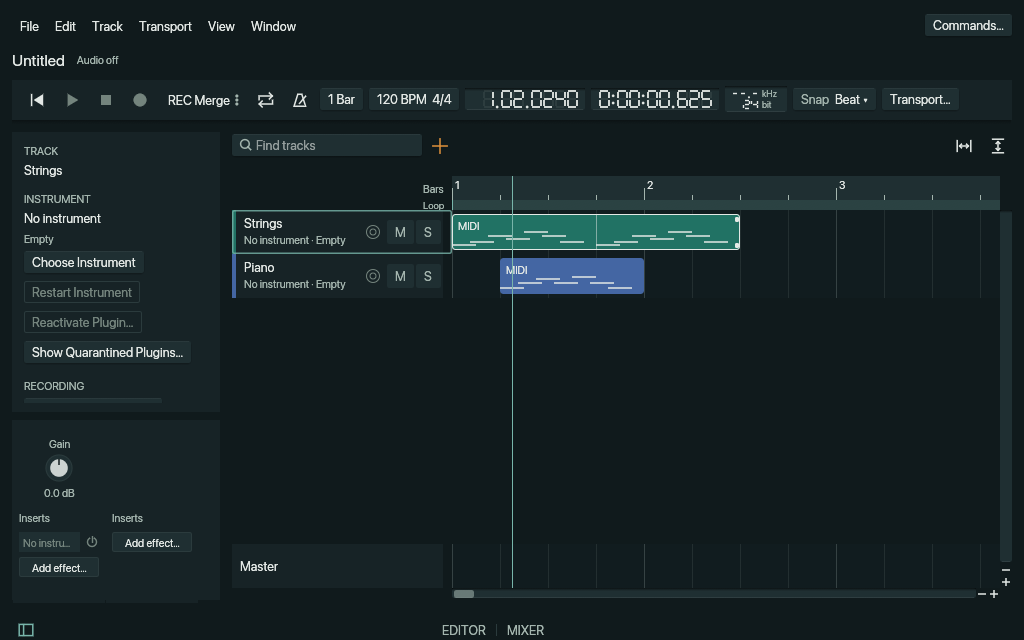 File Edit Track Transport View Window Commands...
Untitled Audio off
REC Merge 1 Bar 120 BPM 4/4 1.02.0240 0:00:00.625 kHz bit Snap Beat Transport...
TRACK
Strings
INSTRUMENT
No instrument
Empty
Choose Instrument
Restart Instrument
Reactivate Plugin...
Show Quarantined Plugins...
RECORDING
Gain
0.0 dB
Inserts Inserts
No instru... Add effect...
Add effect...
Find tracks
Bars 1 2 3
Loop
Strings
No instrument · Empty M S
MIDI
Piano
No instrument · Empty M S
MIDI
Master
EDITOR MIXER